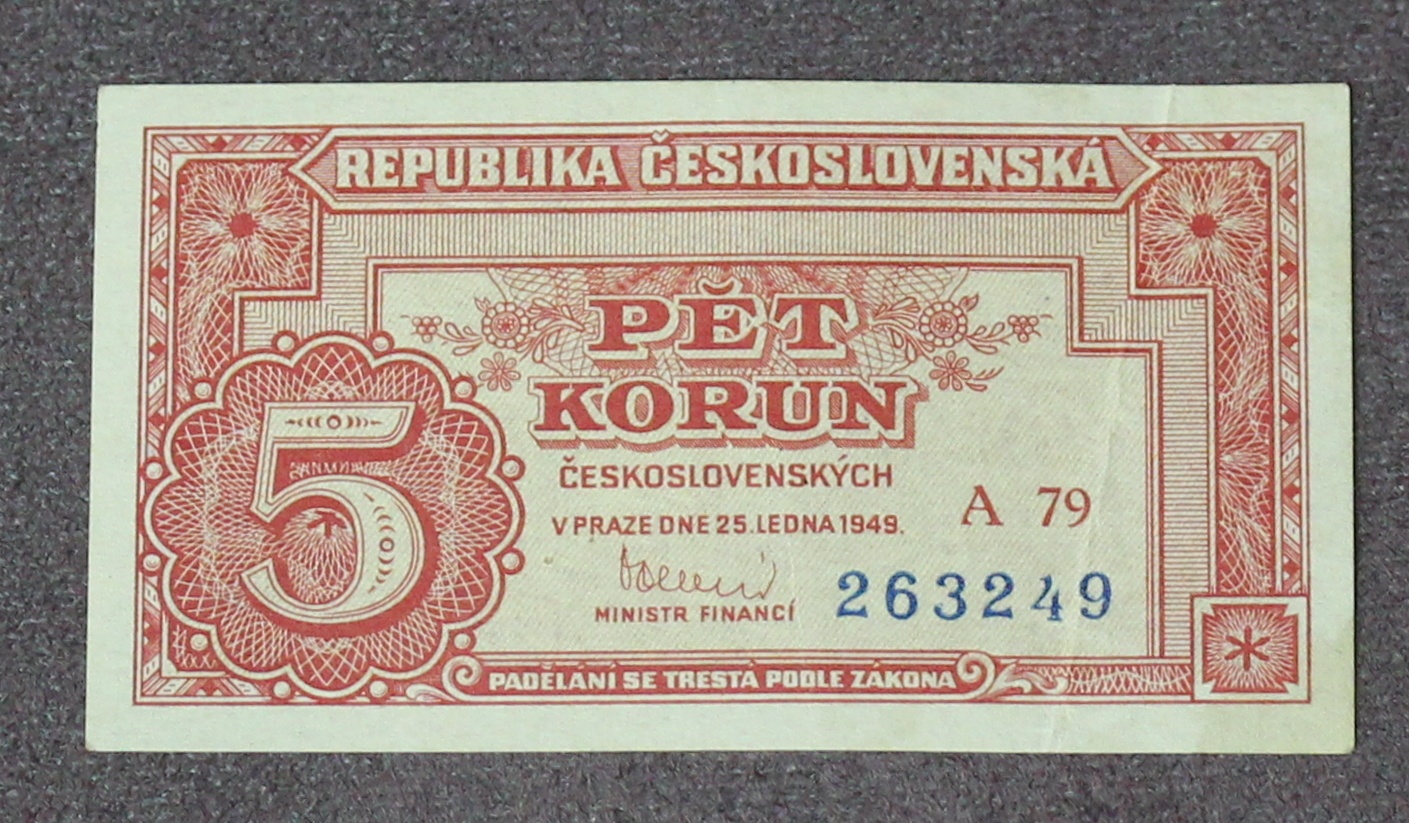 REPUBLIKA ČESKOSLOVENSKÁ
PĚT
KORUN
ČESKOSLOVENSKÝCH
V PRAZE DNE 25. LEDNA 1949.
A 79
5
MINISTR FINANCÍ
263249
PADĚLÁNÍ SE TRESTÁ PODLE ZÁKONA